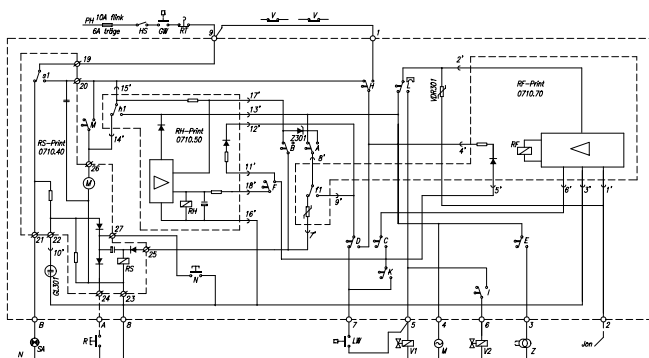 PH 10A flink
6A träge
HS GW RT
9 V V 1
19
s1
20
15'
17'
H
L
2'
VDR301
RF-Print
0710.70
M
h1
13'
12'
Z301
RS-Print
0710.40
RH-Print
0710.50
14'
B A
8'
4'
RF
26
11'
F
5'
M
18'
f1
9'
6' 3' 1'
RH
16'
7'
21 22
27
D C E
10"
25
K
GL301
RS
N
I
24 23
B A B 7 5 4 6 3 2
SA
N
R
LW
V1
M
V2
Z
Jon